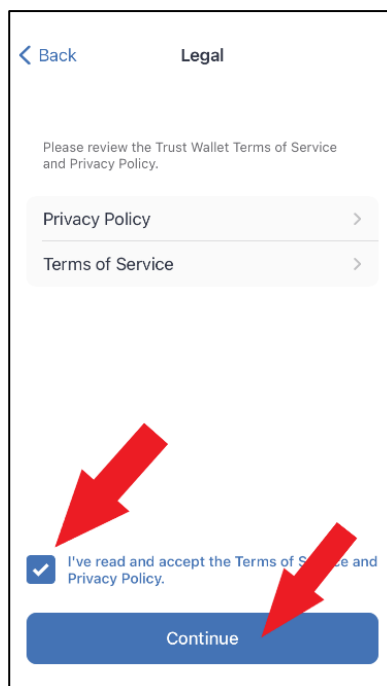 Back
Legal
Please review the Trust Wallet Terms of Service
and Privacy Policy.
Privacy Policy
Terms of Service
I've read and accept the Terms of Service and
Privacy Policy.
Continue